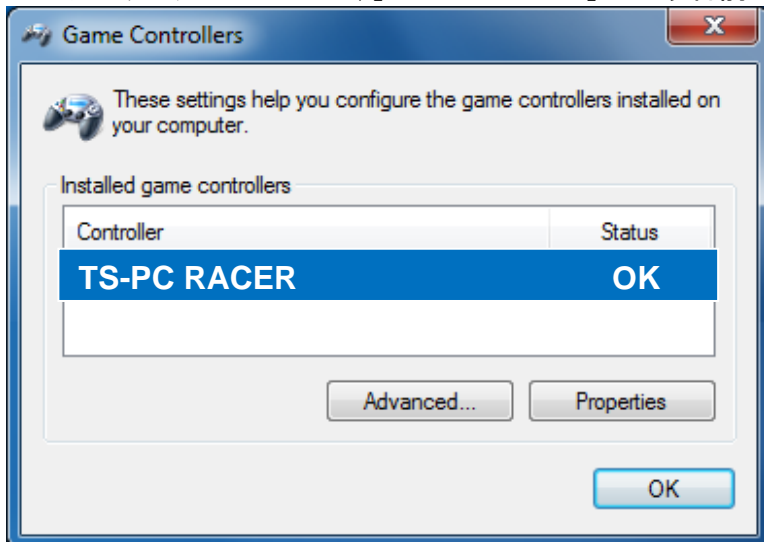 Game Controllers
These settings help you configure the game controllers installed on
your computer.
Installed game controllers
Controller Status
TS-PC RACER OK
Advanced... Properties
OK